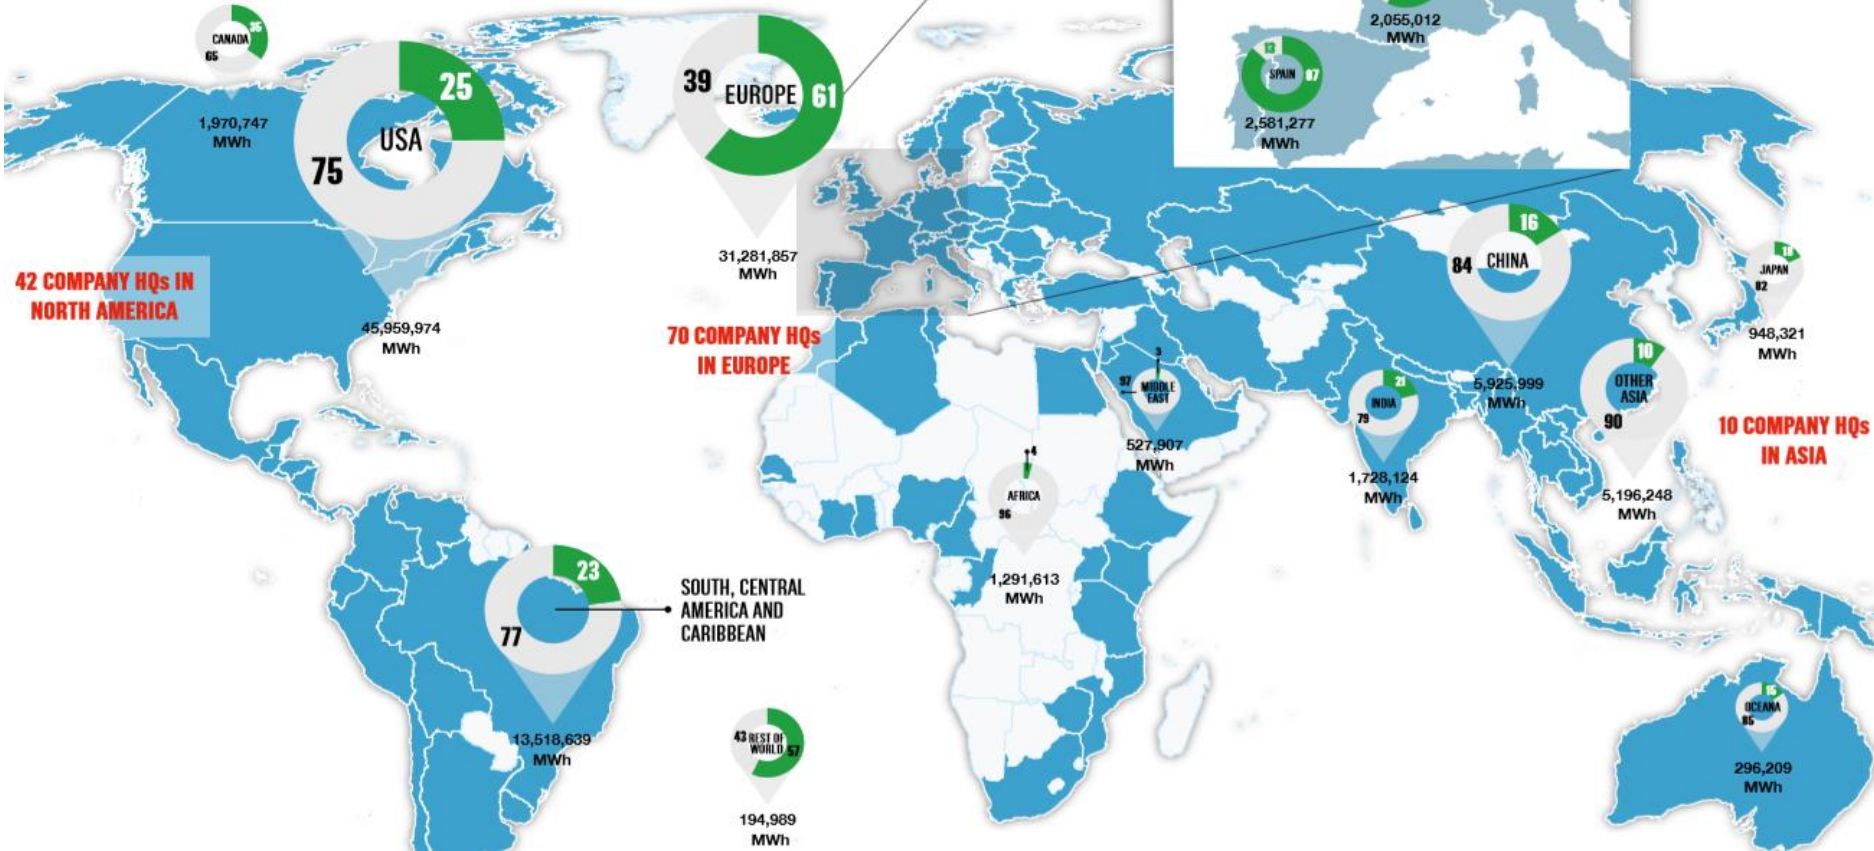 CANADA
35
65
1,970,747
MWh
25
USA
75
45,959,974
MWh
42 COMPANY HQs IN
NORTH AMERICA
39
EUROPE
61
31,281,857
MWh
70 COMPANY HQs
IN EUROPE
2,055,012
MWh
12
SPAIN
87
2,581,277
MWh
16
84
CHINA
5,925,999
MWh
JAPAN
82
948,321
MWh
10
OTHER
ASIA
90
5,196,248
MWh
10 COMPANY HQs
IN ASIA
21
INDIA
79
1,728,124
MWh
3
97
MIDDLE
EAST
527,907
MWh
4
AFRICA
96
1,291,613
MWh
23
77
SOUTH, CENTRAL
AMERICA AND
CARIBBEAN
13,518,639
MWh
43
REST OF
WORLD
57
194,989
MWh
15
OCEANA
85
296,209
MWh